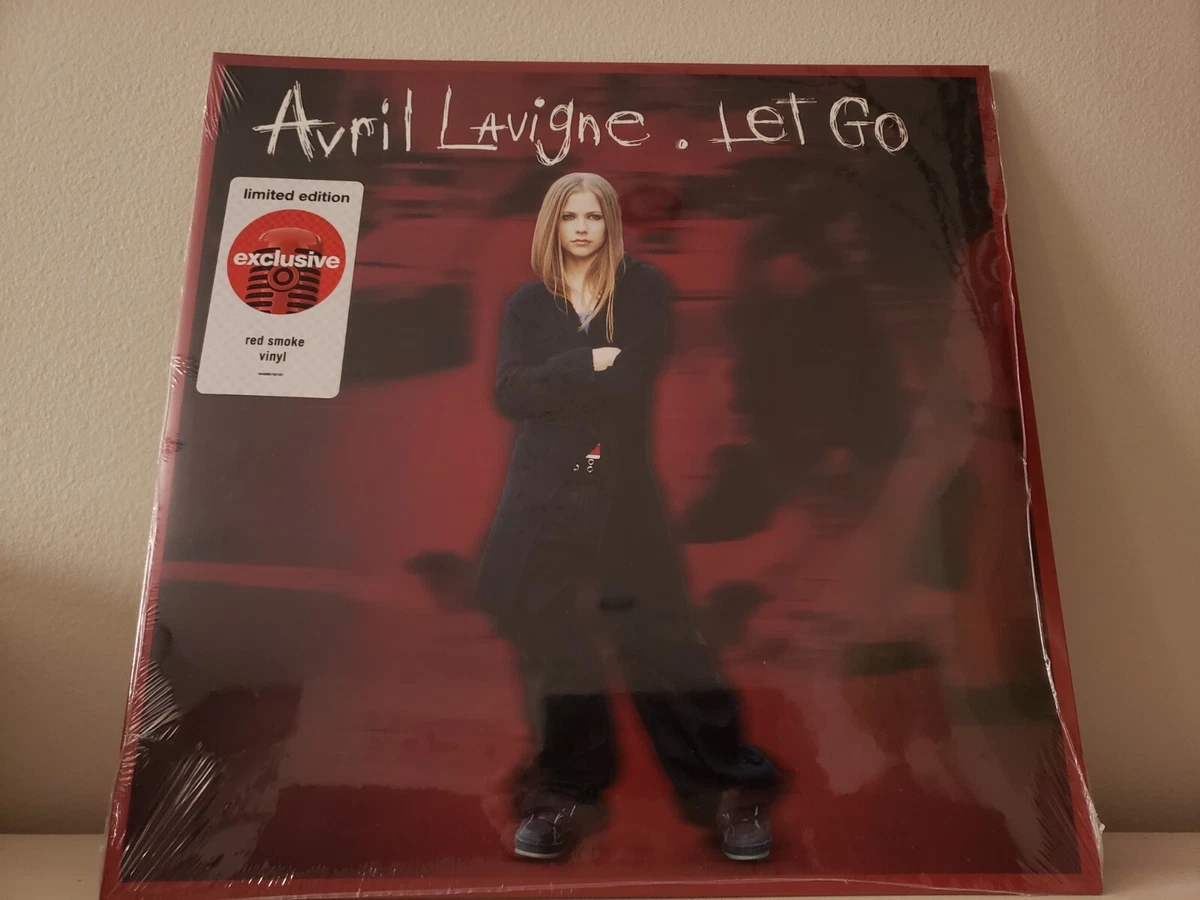 Avril Lavigne . Let Go
limited edition
exclusive
red smoke
vinyl